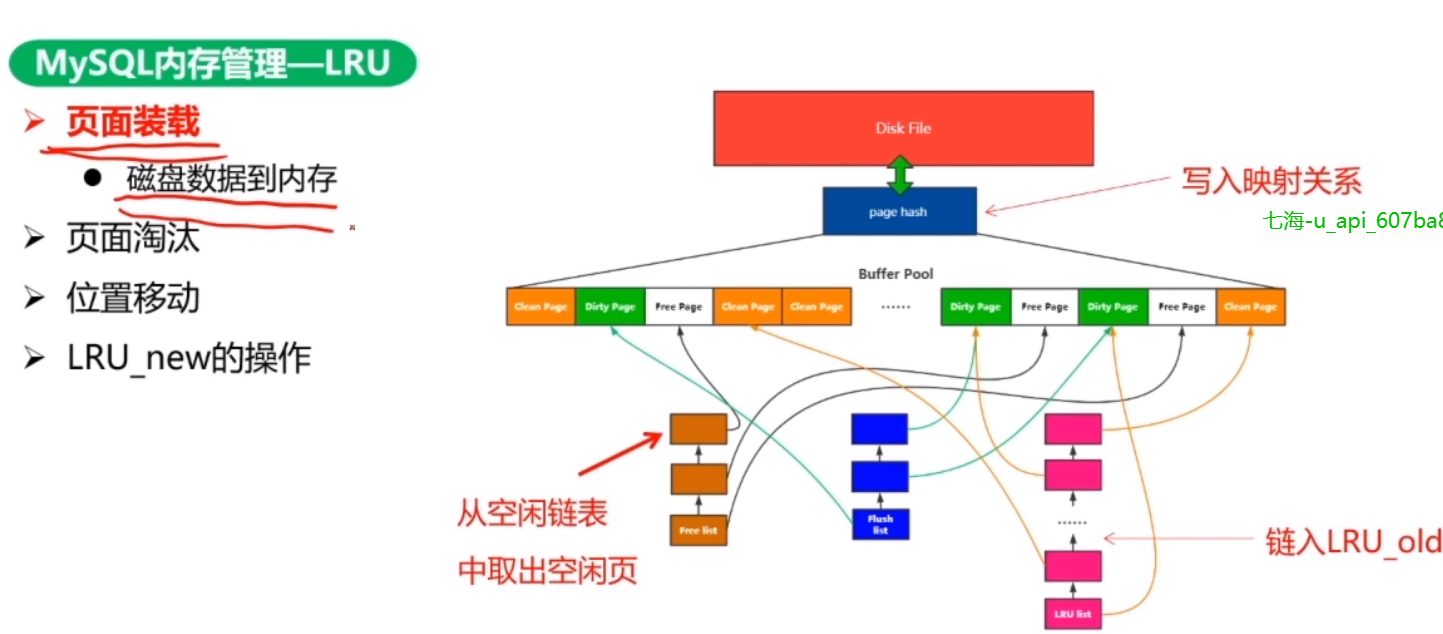 MySQL内存管理—LRU
页面装载
磁盘数据到内存
页面淘汰
位置移动
LRU_new的操作
Disk File
page hash
写入映射关系
七海-u_api_607ba8
Buffer Pool
Clean Page Dirty Page Free Page Clean Page Clean Page ...... Dirty Page Free Page Dirty Page Free Page Clean Page
从空闲链表
中取出空闲页
Free list
Flush
list
......
链入LRU_old
LRU list